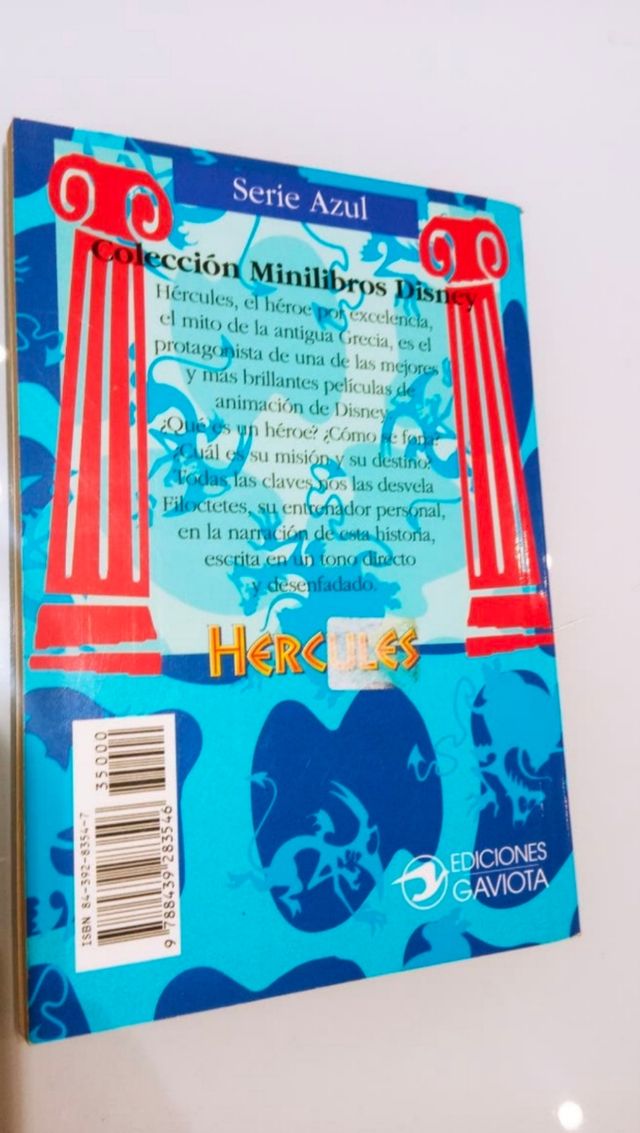 Serie Azul
Colección Minilibros Disney
Hércules, el héroe por excelencia,
el mito de la antigua Grecia, es el
protagonista de una de las mejores
y más brillantes películas de
animación de Disney.
¿Qué es un héroe? ¿Cómo se forja?
¿Cuál es su misión y su destino?
Todas las claves nos las desvela
Filoctetes, su entrenador personal,
en la narración de esta historia,
escrita en un tono directo
y desenfadado.
HERCULES
35000
ISBN 84-392-8354-7
9 788439 283546
EDICIONES
GAVIOTA